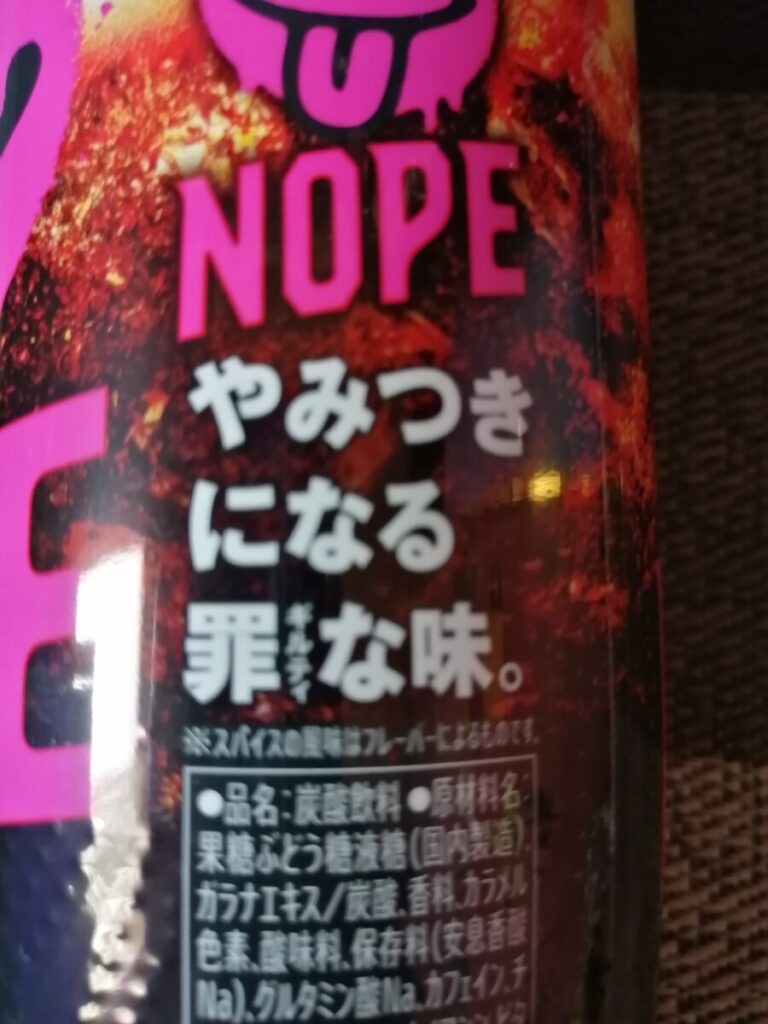 NOPE
やみつき
になる
罪な味。
ギルティ
※スパイスの風味はフレーバーによるものです。
●品名:炭酸飲料●原材料名:
果糖ぶどう糖液糖(国内製造)、
ガラナエキス/炭酸、香料、カラメル
色素、酸味料、保存料(安息香酸
Na)、グルタミン酸Na、カフェイン、チ
E